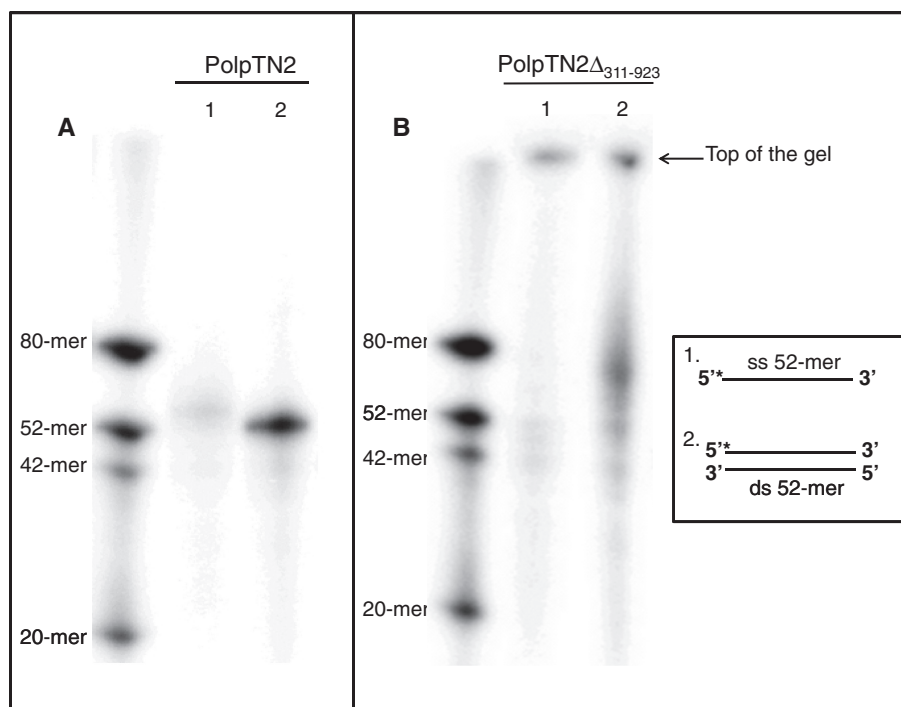 PolpTN2
1 2
A
80-mer
52-mer
42-mer
20-mer
PolpTN2Δ311-923
1 2
B
Top of the gel
80-mer
52-mer
42-mer
20-mer
1. ss 52-mer
5’* 3’
2. 5’* 3’
3’ 5’
ds 52-mer